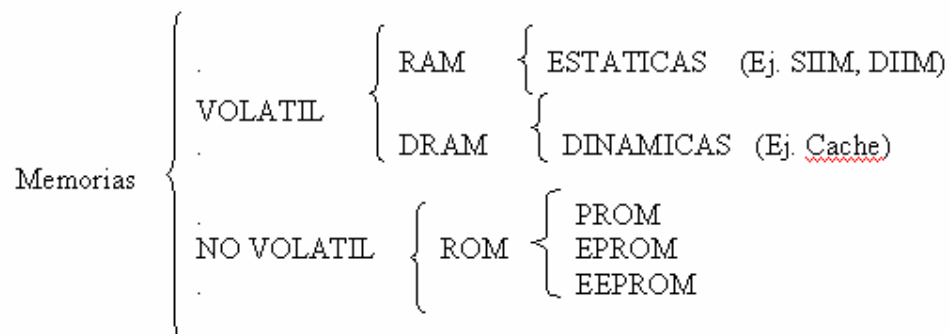 RAM ESTATICAS (Ej. SIIM, DIIM)
VOLATIL
DRAM DINAMICAS (Ej. Cache)
Memorias
PROM
NO VOLATIL ROM EPROM
EEPROM